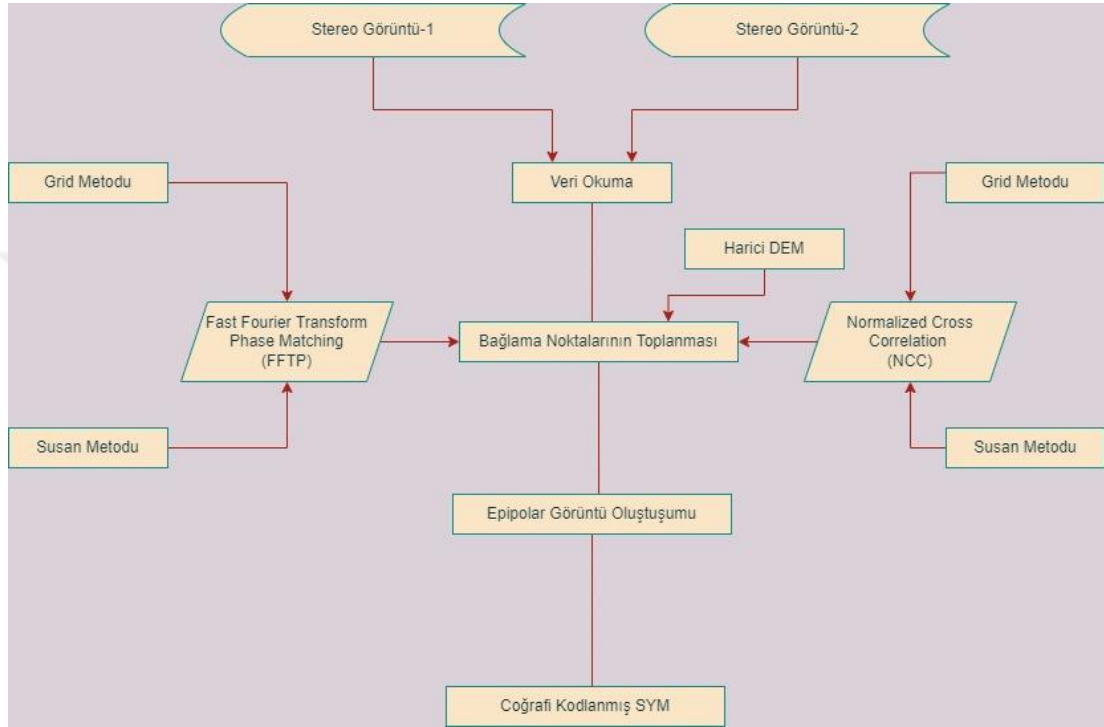 Stereo Görüntü-1
Stereo Görüntü-2
Grid Metodu
Veri Okuma
Grid Metodu
Harici DEM
Fast Fourier Transform
Phase Matching
(FFTP)
Bağlama Noktalarının Toplanması
Normalized Cross
Correlation
(NCC)
Susan Metodu
Susan Metodu
Epipolar Görüntü Oluştuşumu
Coğrafi Kodlanmış SYM